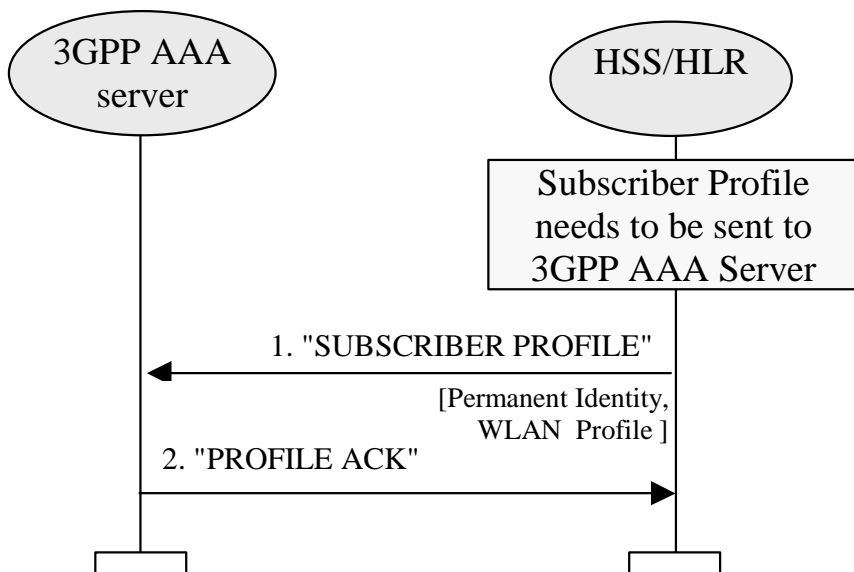 3GPP AAA
server
HSS/HLR
Subscriber Profile
needs to be sent to
3GPP AAA Server
1. "SUBSCRIBER PROFILE"
[Permanent Identity,
WLAN Profile ]
2. "PROFILE ACK"